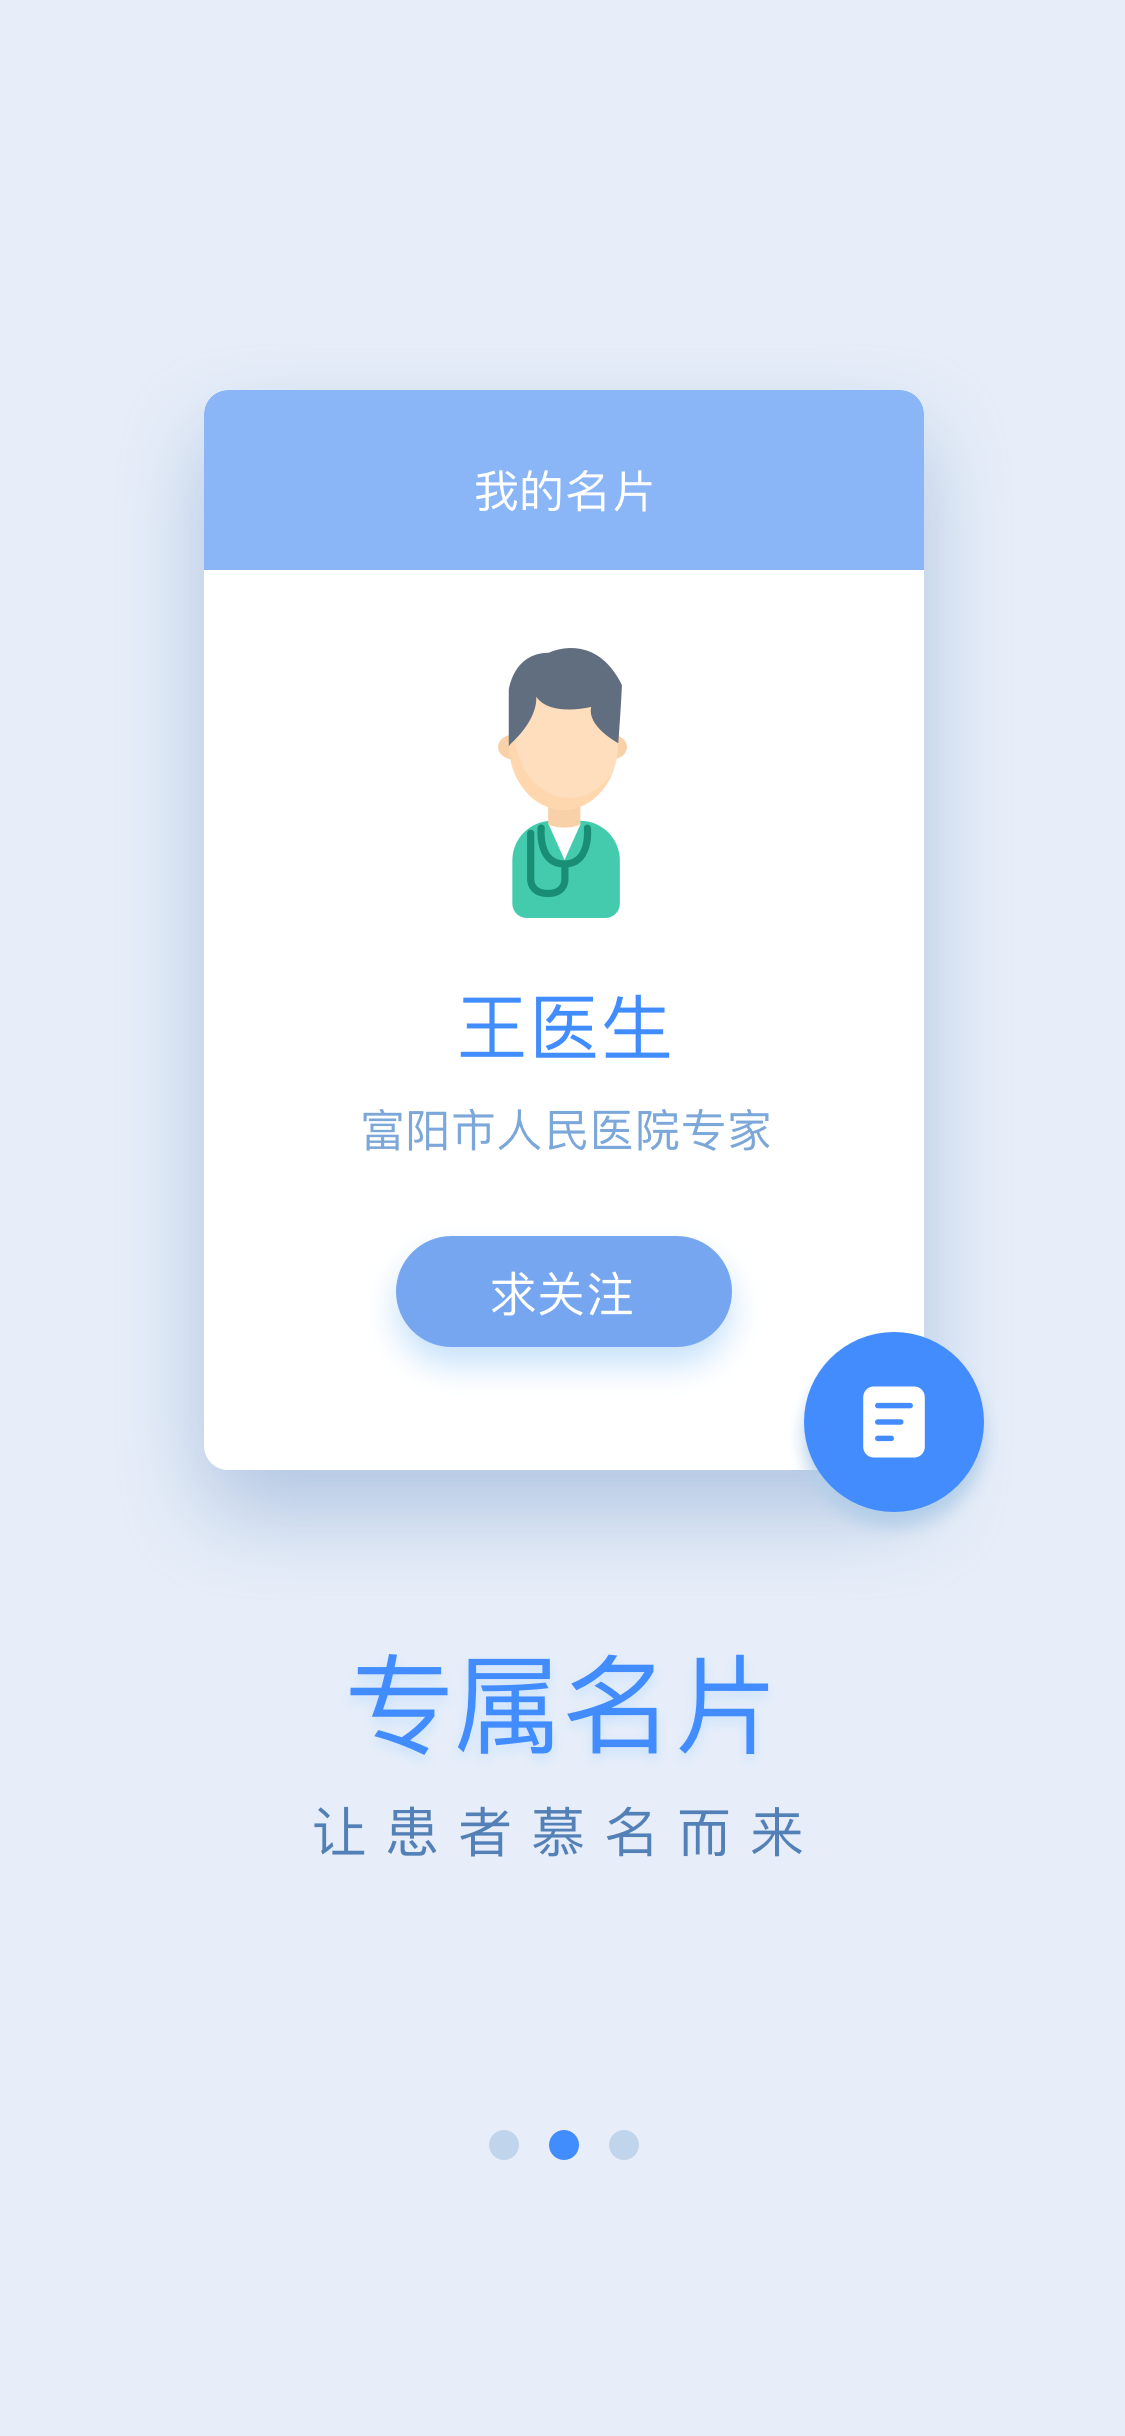 我的名片
王医生
富阳市人民医院专家
求关注
专属名片
让患者慕名而来